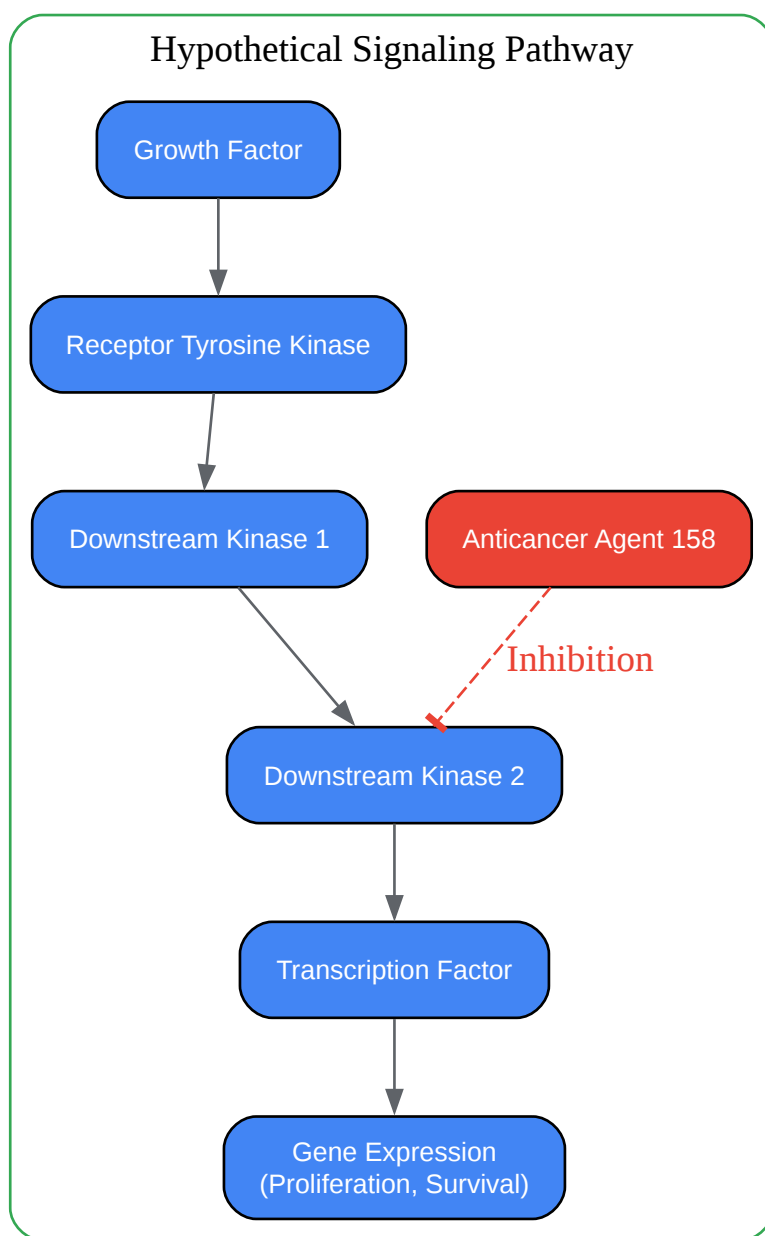 Hypothetical Signaling Pathway
Growth Factor
Receptor Tyrosine Kinase
Downstream Kinase 1
Anticancer Agent 158
Inhibition
Downstream Kinase 2
Transcription Factor
Gene Expression
(Proliferation, Survival)